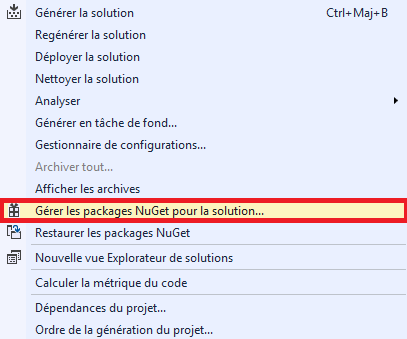 Générer la solution Ctrl+Maj+B
Regénérer la solution
Déployer la solution
Nettoyer la solution
Analyser
Générer en tâche de fond...
Gestionnaire de configurations...
Archiver tout...
Afficher les archives
Gérer les packages NuGet pour la solution...
Restaurer les packages NuGet
Nouvelle vue Explorateur de solutions
Calculer la métrique du code
Dépendances du projet...
Ordre de la génération du projet...